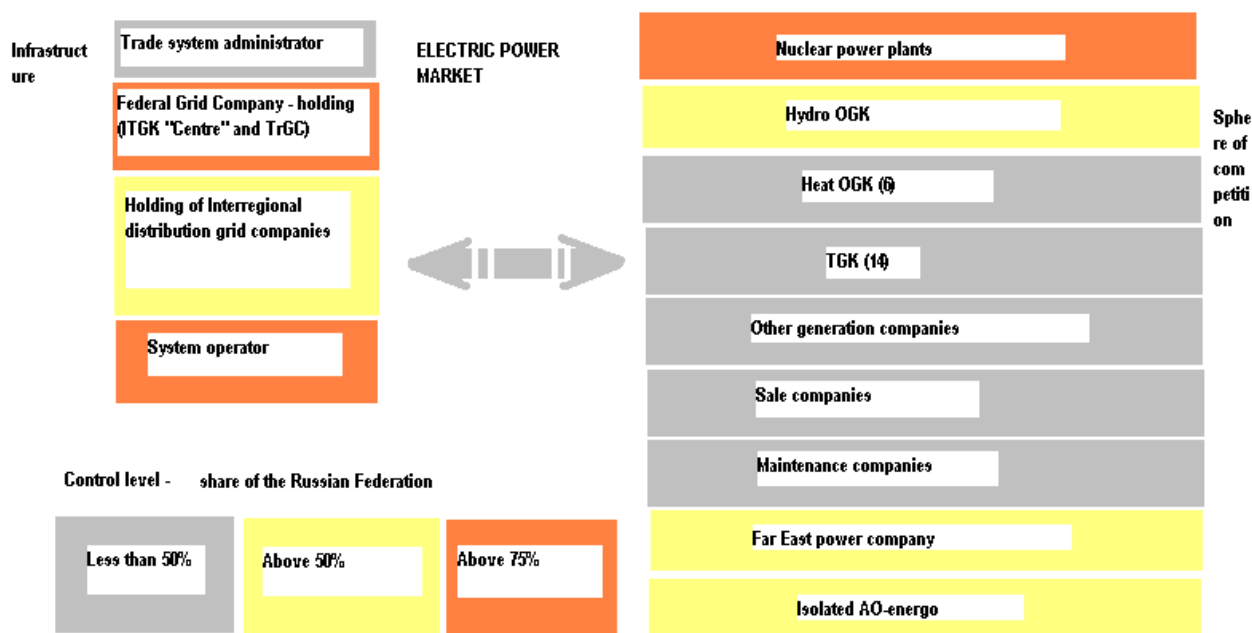 Infrastruct
ure
Trade system administrator
Federal Grid Company - holding
(ITGK "Centre" and TrGC)
Holding of Interregional
distribution grid companies
System operator
ELECTRIC POWER
MARKET
Nuclear power plants
Hydro OGK
Heat OGK (6)
TGK (14)
Other generation companies
Sale companies
Maintenance companies
Far East power company
Isolated AO-energo
Sphe
re of
com
petiti
on
Control level - share of the Russian Federation
Less than 50%
Above 50%
Above 75%